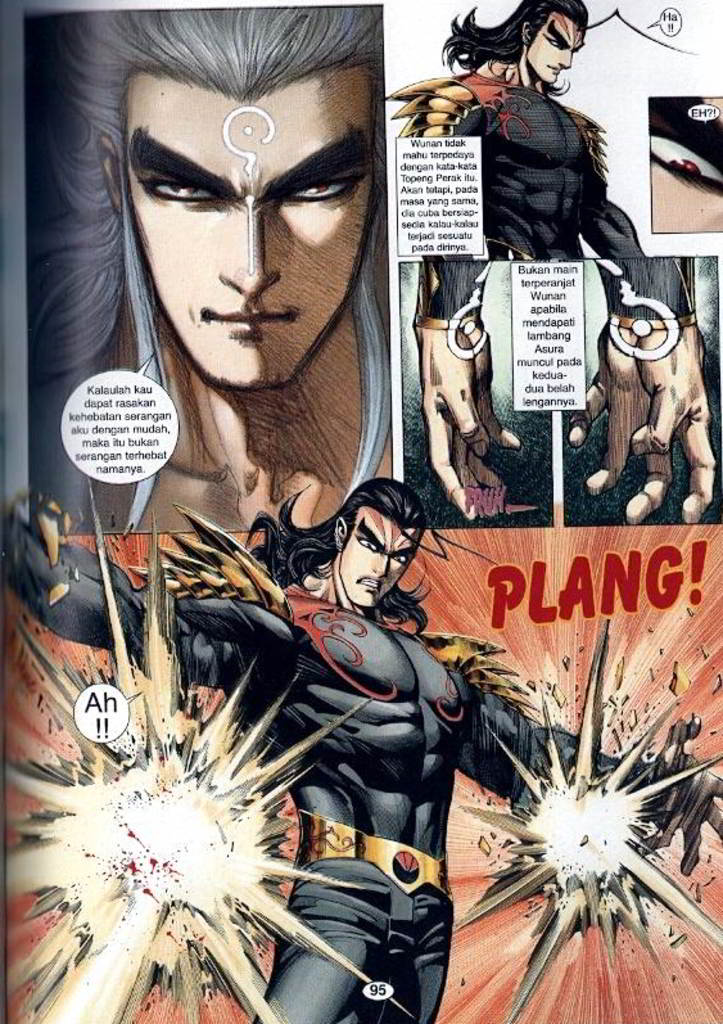 Kalaulah kau
dapat rasakan
kehebatan serangan
aku dengan mudah,
maka itu bukan
serangan terhebat
namanya.
Ha
!!
Wunan tidak
mahu terpedaya
dengan kata-kata
Topeng Perak itu.
Akan tetapi, pada
masa yang sama,
dia cuba bersiap-
sedia kalau-kalau
terjadi sesuatu
pada dirinya.
EH?!
Bukan main
terperanjat
Wunan
apabila
mendapati
lambang
Asura
muncul pada
kedua-
dua belah
lengannya.
FRUH
PLANG!
Ah
!!
95